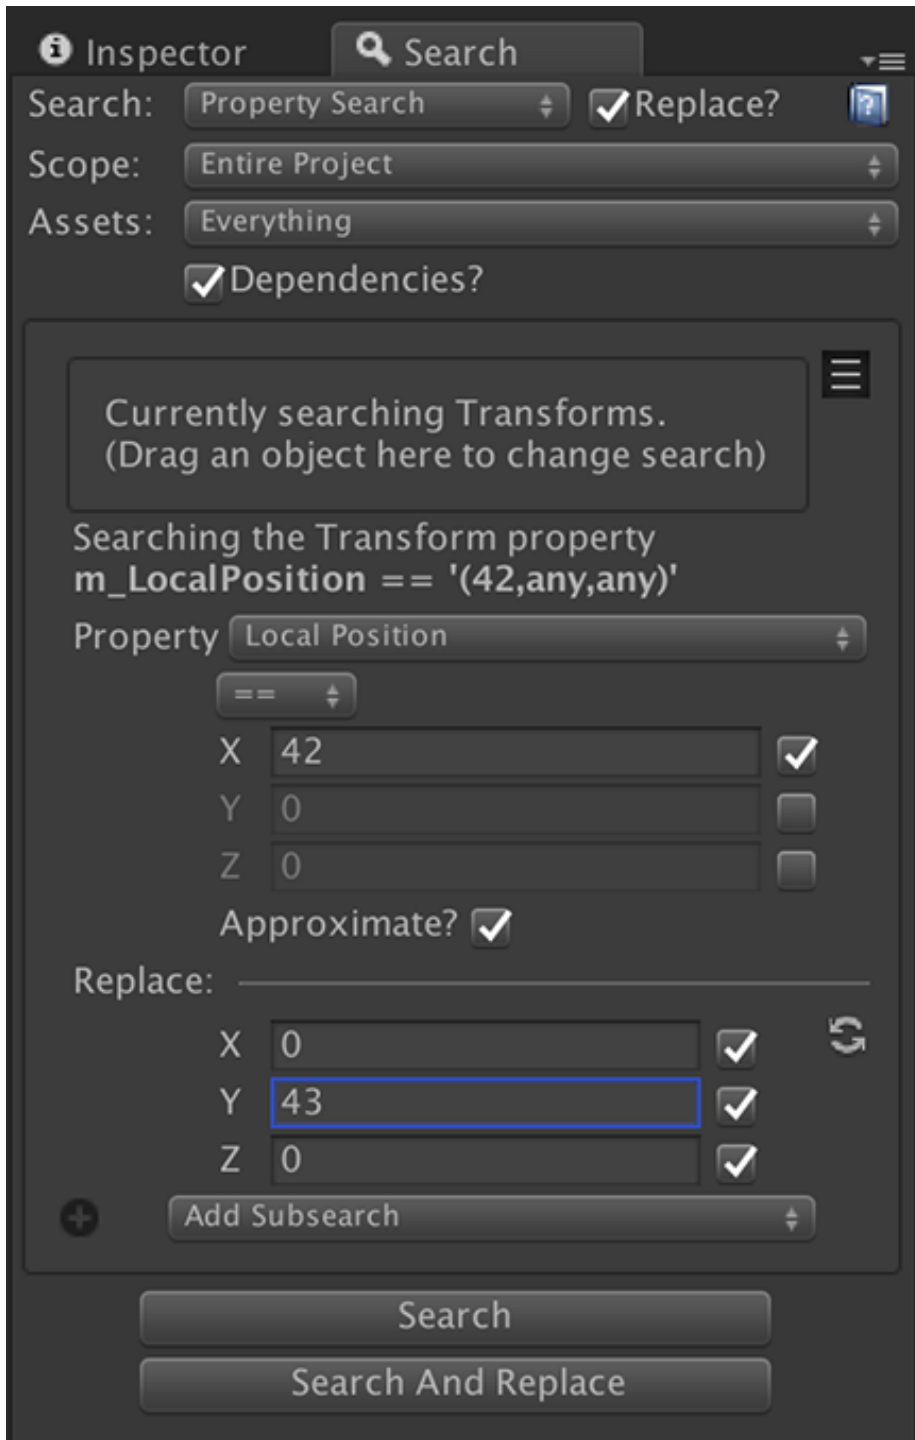 Inspector
Search
Search: Property Search Replace?
Scope: Entire Project
Assets: Everything
Dependencies?
Currently searching Transforms.
(Drag an object here to change search)
Searching the Transform property
m_LocalPosition == '(42,any,any)'
Property Local Position
==
X 42
Y 0
Z 0
Approximate?
Replace:
X 0
Y 43
Z 0
Add Subsearch
Search
Search And Replace